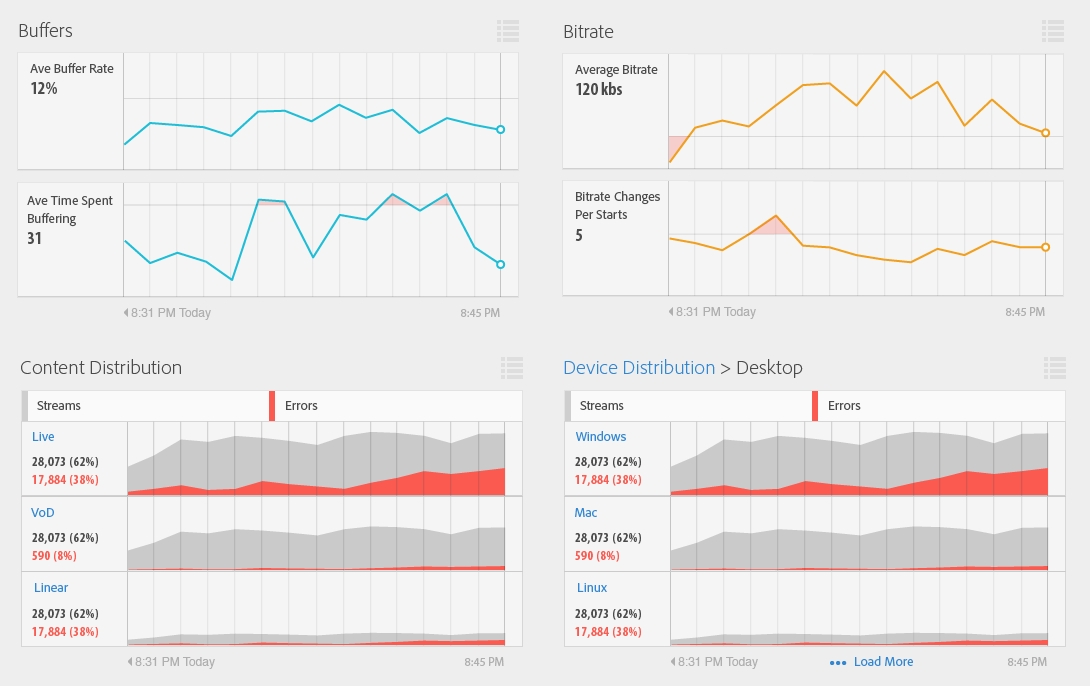 Buffers
Ave Buffer Rate
12%
Ave Time Spent
Buffering
31
8:31 PM Today
8:45 PM
Bitrate
Average Bitrate
120 kbs
Bitrate Changes
Per Starts
5
8:31 PM Today
8:45 PM
Content Distribution
Streams
Errors
Live
28,073 (62%)
17,884 (38%)
VoD
28,073 (62%)
590 (8%)
Linear
28,073 (62%)
17,884 (38%)
8:31 PM Today
8:45 PM
Device Distribution > Desktop
Streams
Errors
Windows
28,073 (62%)
17,884 (38%)
Mac
28,073 (62%)
590 (8%)
Linux
28,073 (62%)
17,884 (38%)
8:31 PM Today
••• Load More
8:45 PM